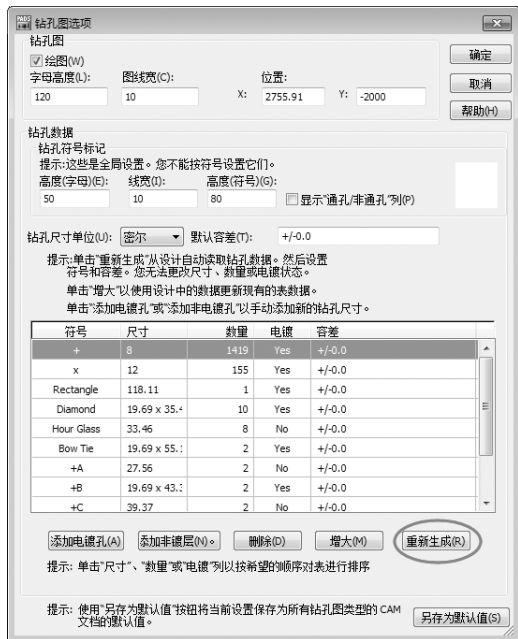 钻孔图选项
钻孔图
绘图(W)
字母高度(L): 图线宽(C): 位置:
120 10 X: 2755.91 Y: -2000
确定
取消
帮助(H)
钻孔数据
钻孔符号标记
提示:这些是全局设置。您不能按符号设置它们。
高度(字母)(E): 线宽(I): 高度(符号)(G):
50 10 80 显示“通孔/非通孔”列(P)
钻孔尺寸单位(U): 密尔 默认容差(T): +/-0.0
提示:单击“重新生成”从设计自动读取钻孔数据。然后设置
符号和容差。您无法更改尺寸、数量或电镀状态。
单击“增大”以使用设计中的数据更新现有的表数据。
单击“添加电镀孔”或“添加非电镀孔”以手动添加新的钻孔尺寸。
符号 尺寸 数量 电镀 容差
+ 8 1419 Yes +/-0.0
x 12 155 Yes +/-0.0
Rectangle 118.11 1 Yes +/-0.0
Diamond 19.69 x 35.4 10 Yes +/-0.0
Hour Glass 33.46 8 No +/-0.0
Bow Tie 19.69 x 55.: 2 Yes +/-0.0
+A 27.56 2 No +/-0.0
+B 19.69 x 43.: 2 Yes +/-0.0
+C 39.37 2 No +/-0.0
添加电镀孔(A) 添加非镀层(N)。 删除(D) 增大(M) 重新生成(R)
提示: 单击“尺寸”、“数量”或“电镀”列以按希望的顺序对表进行排序
提示: 使用“另存为默认值”按钮将当前设置保存为所有钻孔图类型的 CAM
文档的默认值。
另存为默认值(S)